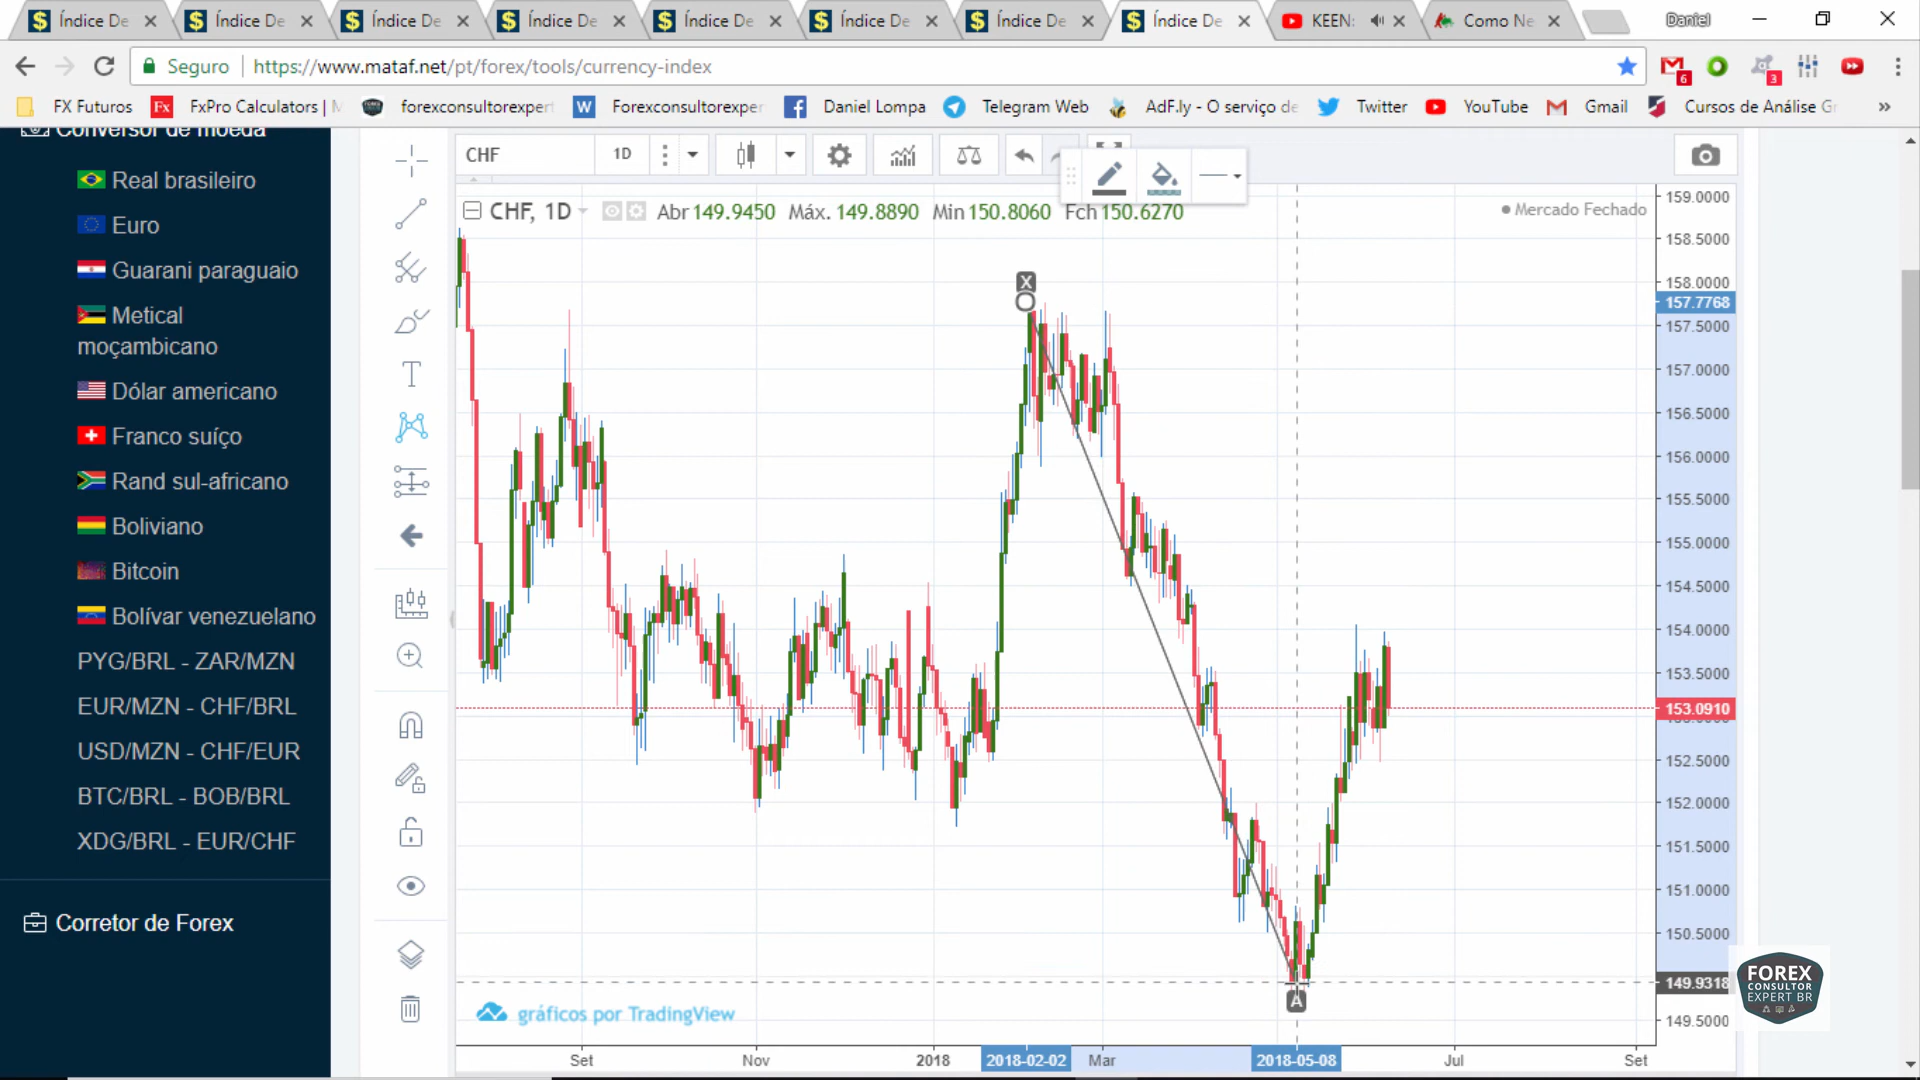 Índice De
Índice De
Índice De
Índice De
Índice De
Índice De
Índice De
Índice De
KEEN
Como Ne
Daniel
Seguro
https://www.mataf.net/pt/forex/tools/currency-index
6
3
FX Futuros
Fx
FxPro Calculators |
forexconsultorexpert
W
Forexconsultorexper
Daniel Lompa
Telegram Web
AdF.ly - O serviço de
Twitter
YouTube
Gmail
Cursos de Análise Gr
»
Conversor de moeda
Real brasileiro
Euro
Guarani paraguaio
Metical
moçambicano
Dólar americano
Franco suíço
Rand sul-africano
Boliviano
Bitcoin
Bolívar venezuelano
PYG/BRL - ZAR/MZN
EUR/MZN - CHF/BRL
USD/MZN - CHF/EUR
BTC/BRL - BOB/BRL
XDG/BRL - EUR/CHF
Corretor de Forex
CHF
1D
CHF, 1D
Abr 149.9450 Máx. 149.8890 Min 150.8060 Fch 150.6270
Mercado Fechado
X
A
159.0000
158.5000
158.0000
157.7768
157.5000
157.0000
156.5000
156.0000
155.5000
155.0000
154.5000
154.0000
153.5000
153.0910
152.5000
152.0000
151.5000
151.0000
150.5000
149.9318
149.5000
gráficos por TradingView
Set
Nov
2018
2018-02-02
Mar
2018-05-08
Jul
Set
FOREX
CONSULTOR
EXPERT BR